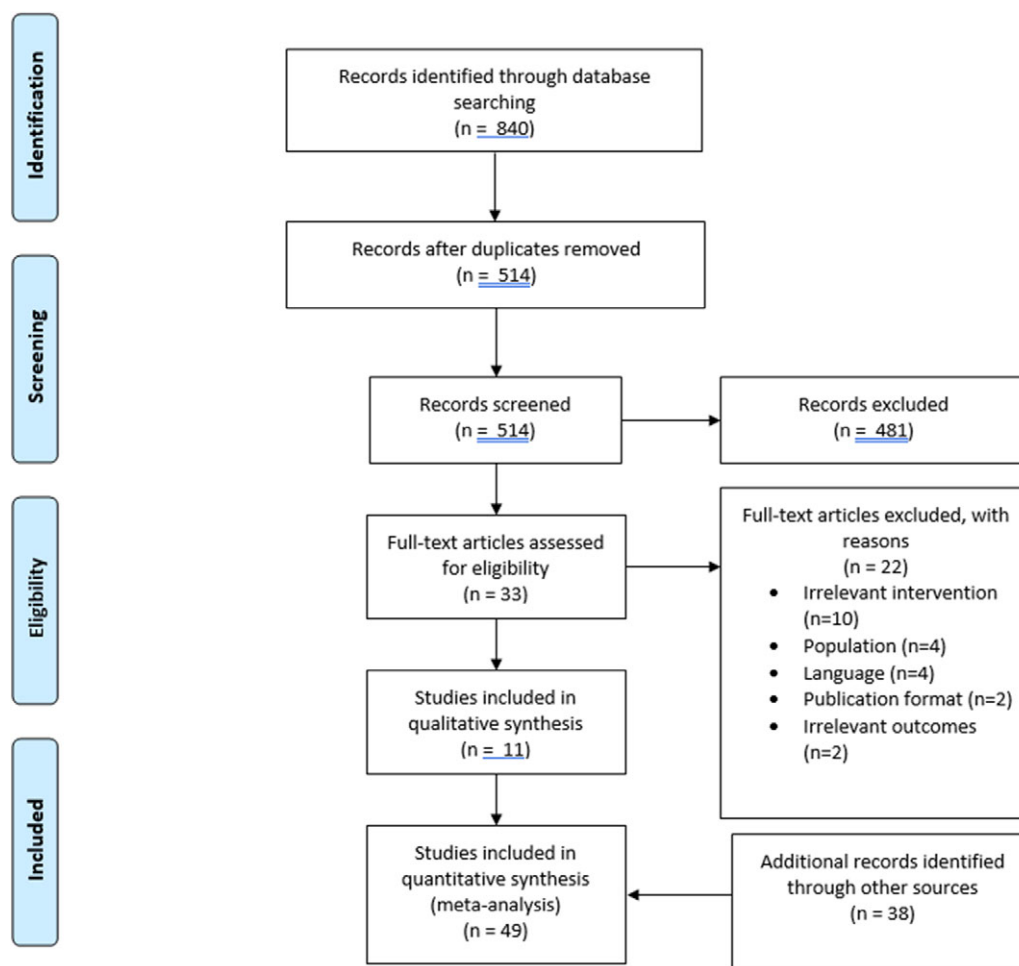 Identification
Records identified through database
searching
(n = 840)
Records after duplicates removed
(n = 514)
Screening
Records screened
(n = 514)
Records excluded
(n = 481)
Eligibility
Full-text articles assessed
for eligibility
(n = 33)
Full-text articles excluded, with
reasons
(n = 22)
• Irrelevant intervention
(n=10)
• Population (n=4)
• Language (n=4)
• Publication format (n=2)
• Irrelevant outcomes
(n=2)
Studies included in
qualitative synthesis
(n = 11)
Included
Studies included in
quantitative synthesis
(meta-analysis)
(n = 49)
Additional records identified
through other sources
(n = 38)